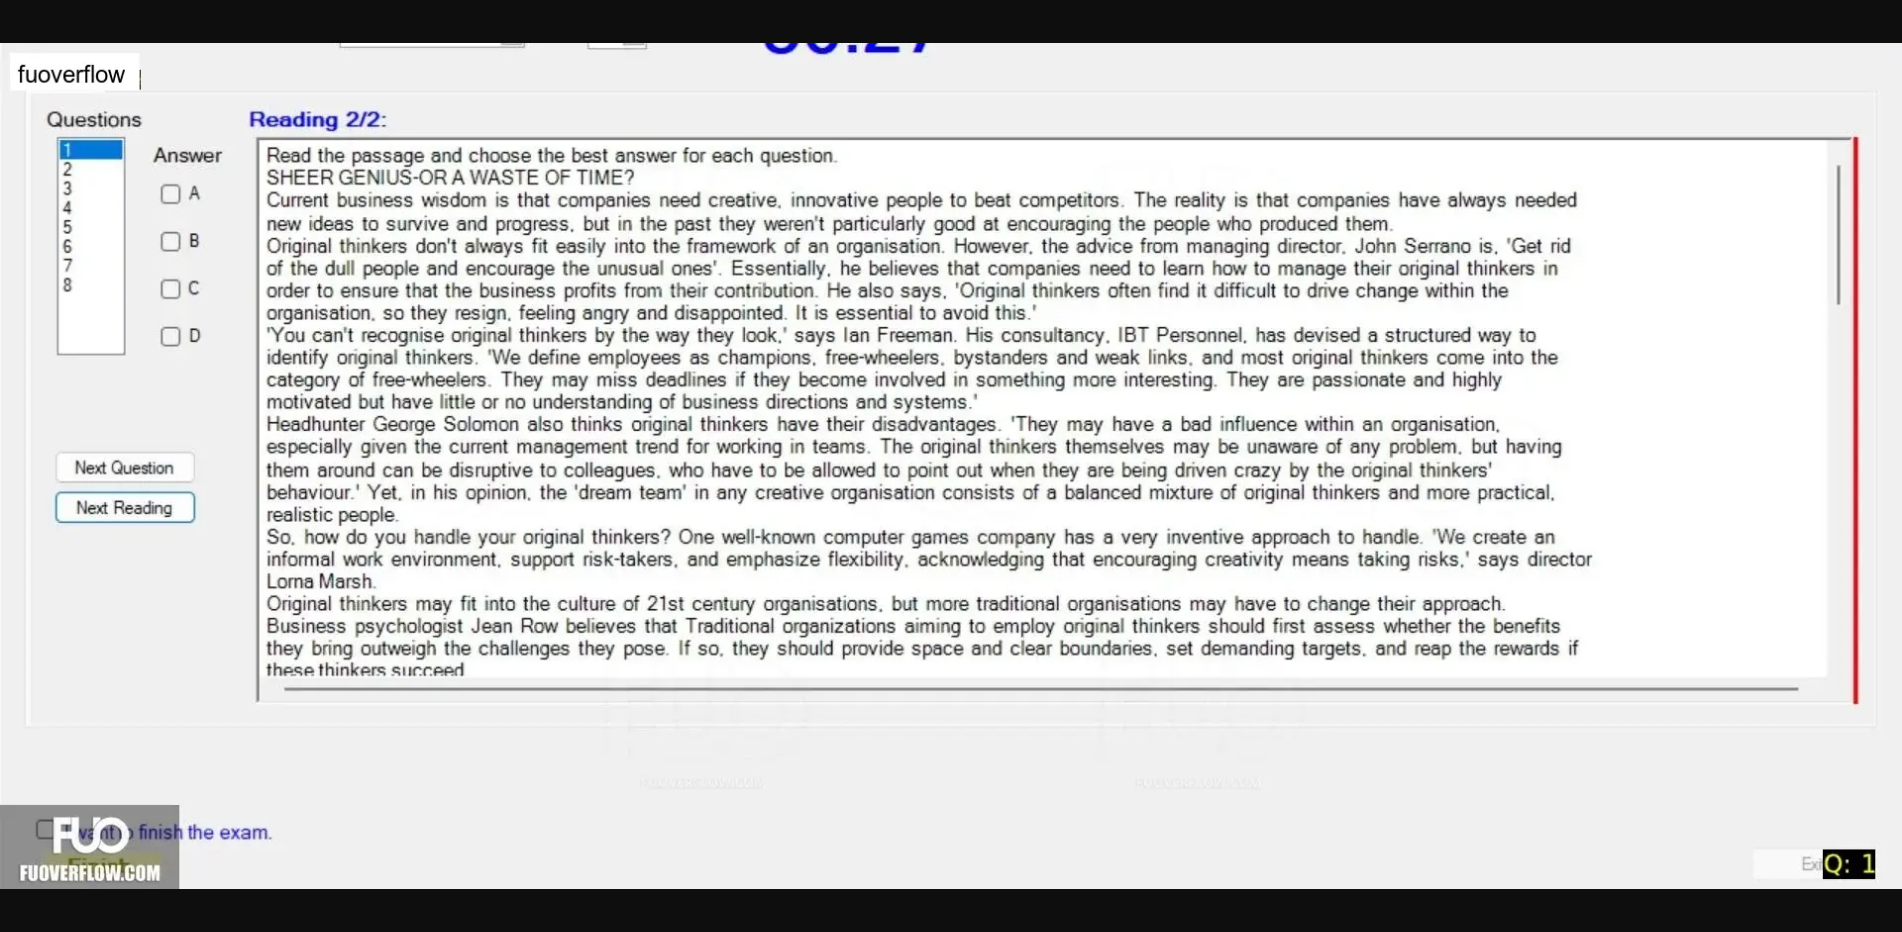 fuoverflow
Questions
Reading 2/2:
1
2
3
4
5
6
7
8
Answer
A
B
C
D
Next Question
Next Reading
Read the passage and choose the best answer for each question.
SHEER GENIUS-OR A WASTE OF TIME?
Current business wisdom is that companies need creative, innovative people to beat competitors. The reality is that companies have always needed
new ideas to survive and progress, but in the past they weren't particularly good at encouraging the people who produced them.
Original thinkers don't always fit easily into the framework of an organisation. However, the advice from managing director, John Serrano is, 'Get rid
of the dull people and encourage the unusual ones'. Essentially, he believes that companies need to learn how to manage their original thinkers in
order to ensure that the business profits from their contribution. He also says, 'Original thinkers often find it difficult to drive change within the
organisation, so they resign, feeling angry and disappointed. It is essential to avoid this.'
'You can't recognise original thinkers by the way they look,' says Ian Freeman. His consultancy, IBT Personnel, has devised a structured way to
identify original thinkers. 'We define employees as champions, free-wheelers, bystanders and weak links, and most original thinkers come into the
category of free-wheelers. They may miss deadlines if they become involved in something more interesting. They are passionate and highly
motivated but have little or no understanding of business directions and systems.'
Headhunter George Solomon also thinks original thinkers have their disadvantages. 'They may have a bad influence within an organisation,
especially given the current management trend for working in teams. The original thinkers themselves may be unaware of any problem, but having
them around can be disruptive to colleagues, who have to be allowed to point out when they are being driven crazy by the original thinkers'
behaviour.' Yet, in his opinion, the 'dream team' in any creative organisation consists of a balanced mixture of original thinkers and more practical,
realistic people.
So, how do you handle your original thinkers? One well-known computer games company has a very inventive approach to handle. 'We create an
informal work environment, support risk-takers, and emphasize flexibility, acknowledging that encouraging creativity means taking risks,' says director
Lorna Marsh.
Original thinkers may fit into the culture of 21st century organisations, but more traditional organisations may have to change their approach.
Business psychologist Jean Row believes that Traditional organizations aiming to employ original thinkers should first assess whether the benefits
they bring outweigh the challenges they pose. If so, they should provide space and clear boundaries, set demanding targets, and reap the rewards if
these thinkers succeed
FUOVERFLOW.COM
FUOVERFLOW.COM
want to finish the exam.
FUO
FUOVERFLOW.COM
Q: 1